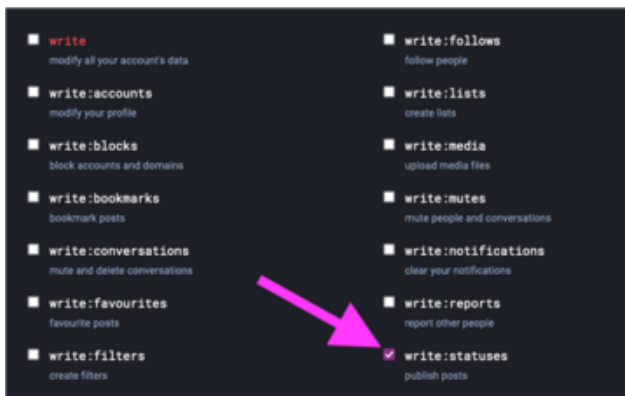 write
modify all your account's data
write:accounts
modify your profile
write:blocks
block accounts and domains
write:bookmarks
bookmark posts
write:conversations
mute and delete conversations
write:favourites
favourite posts
write:filters
create filters
write:follows
follow people
write:lists
create lists
write:media
upload media files
write:mutes
mute people and conversations
write:notifications
clear your notifications
write:reports
report other people
write:statuses
publish posts